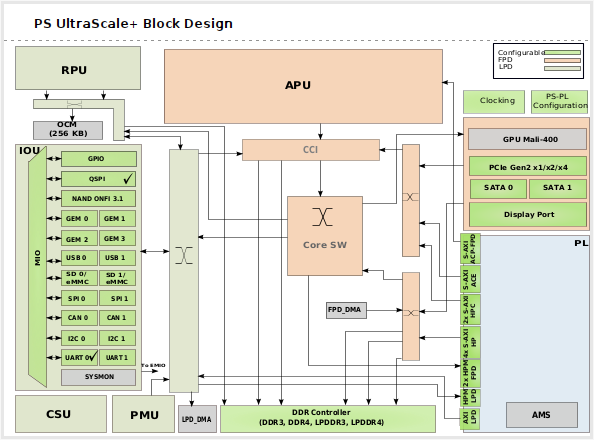 PS UltraScale+ Block Design
Configurable
FPD
LPD
RPU
APU
Clocking
PS-PL
Configuration
OCM
(256 KB)
CCI
GPU Mali-400
PCIe Gen2 x1/x2/x4
SATA 0
SATA 1
Display Port
IOU
MIO
GPIO
QSPI
NAND ONFI 3.1
GEM 0
GEM 1
GEM 2
GEM 3
USB 0
USB 1
SD 0/
eMMC
SD 1/
eMMC
SPI 0
SPI 1
CAN 0
CAN 1
I2C 0
I2C 1
UART 0
UART 1
SYSMON
To EMIO
Core SW
FPD_DMA
PL
S-AXI
ACP-FPD
S-AXI
ACE
2x S-AXI
HPC
4x S-AXI
HP
2x HPM
FPD
HPM
LPD
AXI
LPD
AMS
CSU
PMU
LPD_DMA
DDR Controller
(DDR3, DDR4, LPDDR3, LPDDR4)